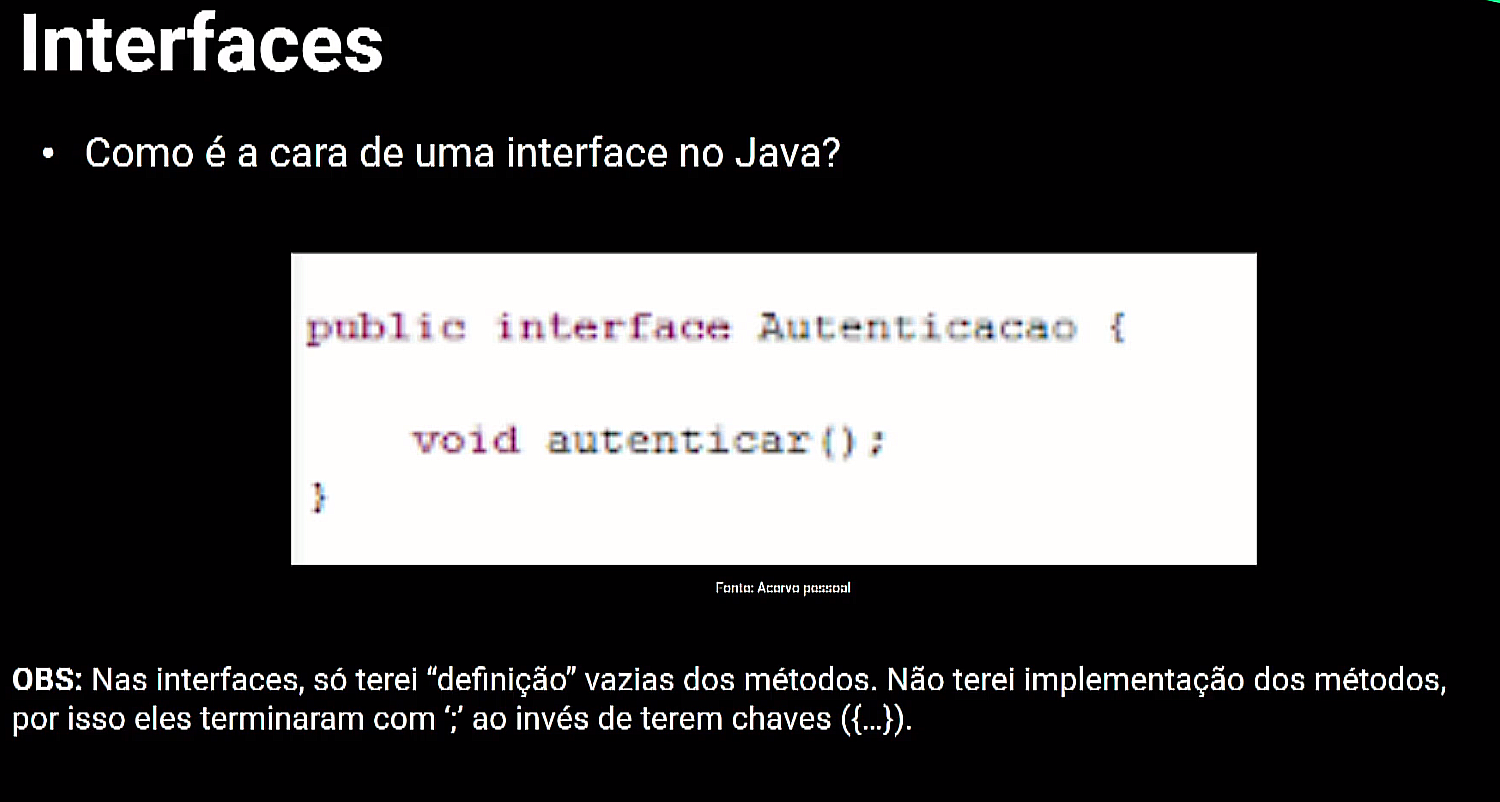 Interfaces
• Como é a cara de uma interface no Java?
public interface Autenticacao {
void autenticar();
}
Fonte: Acervo pessoal
OBS: Nas interfaces, só terei “definição” vazias dos métodos. Não terei implementação dos métodos,
por isso eles terminaram com ‘;’ ao invés de terem chaves ({...}).